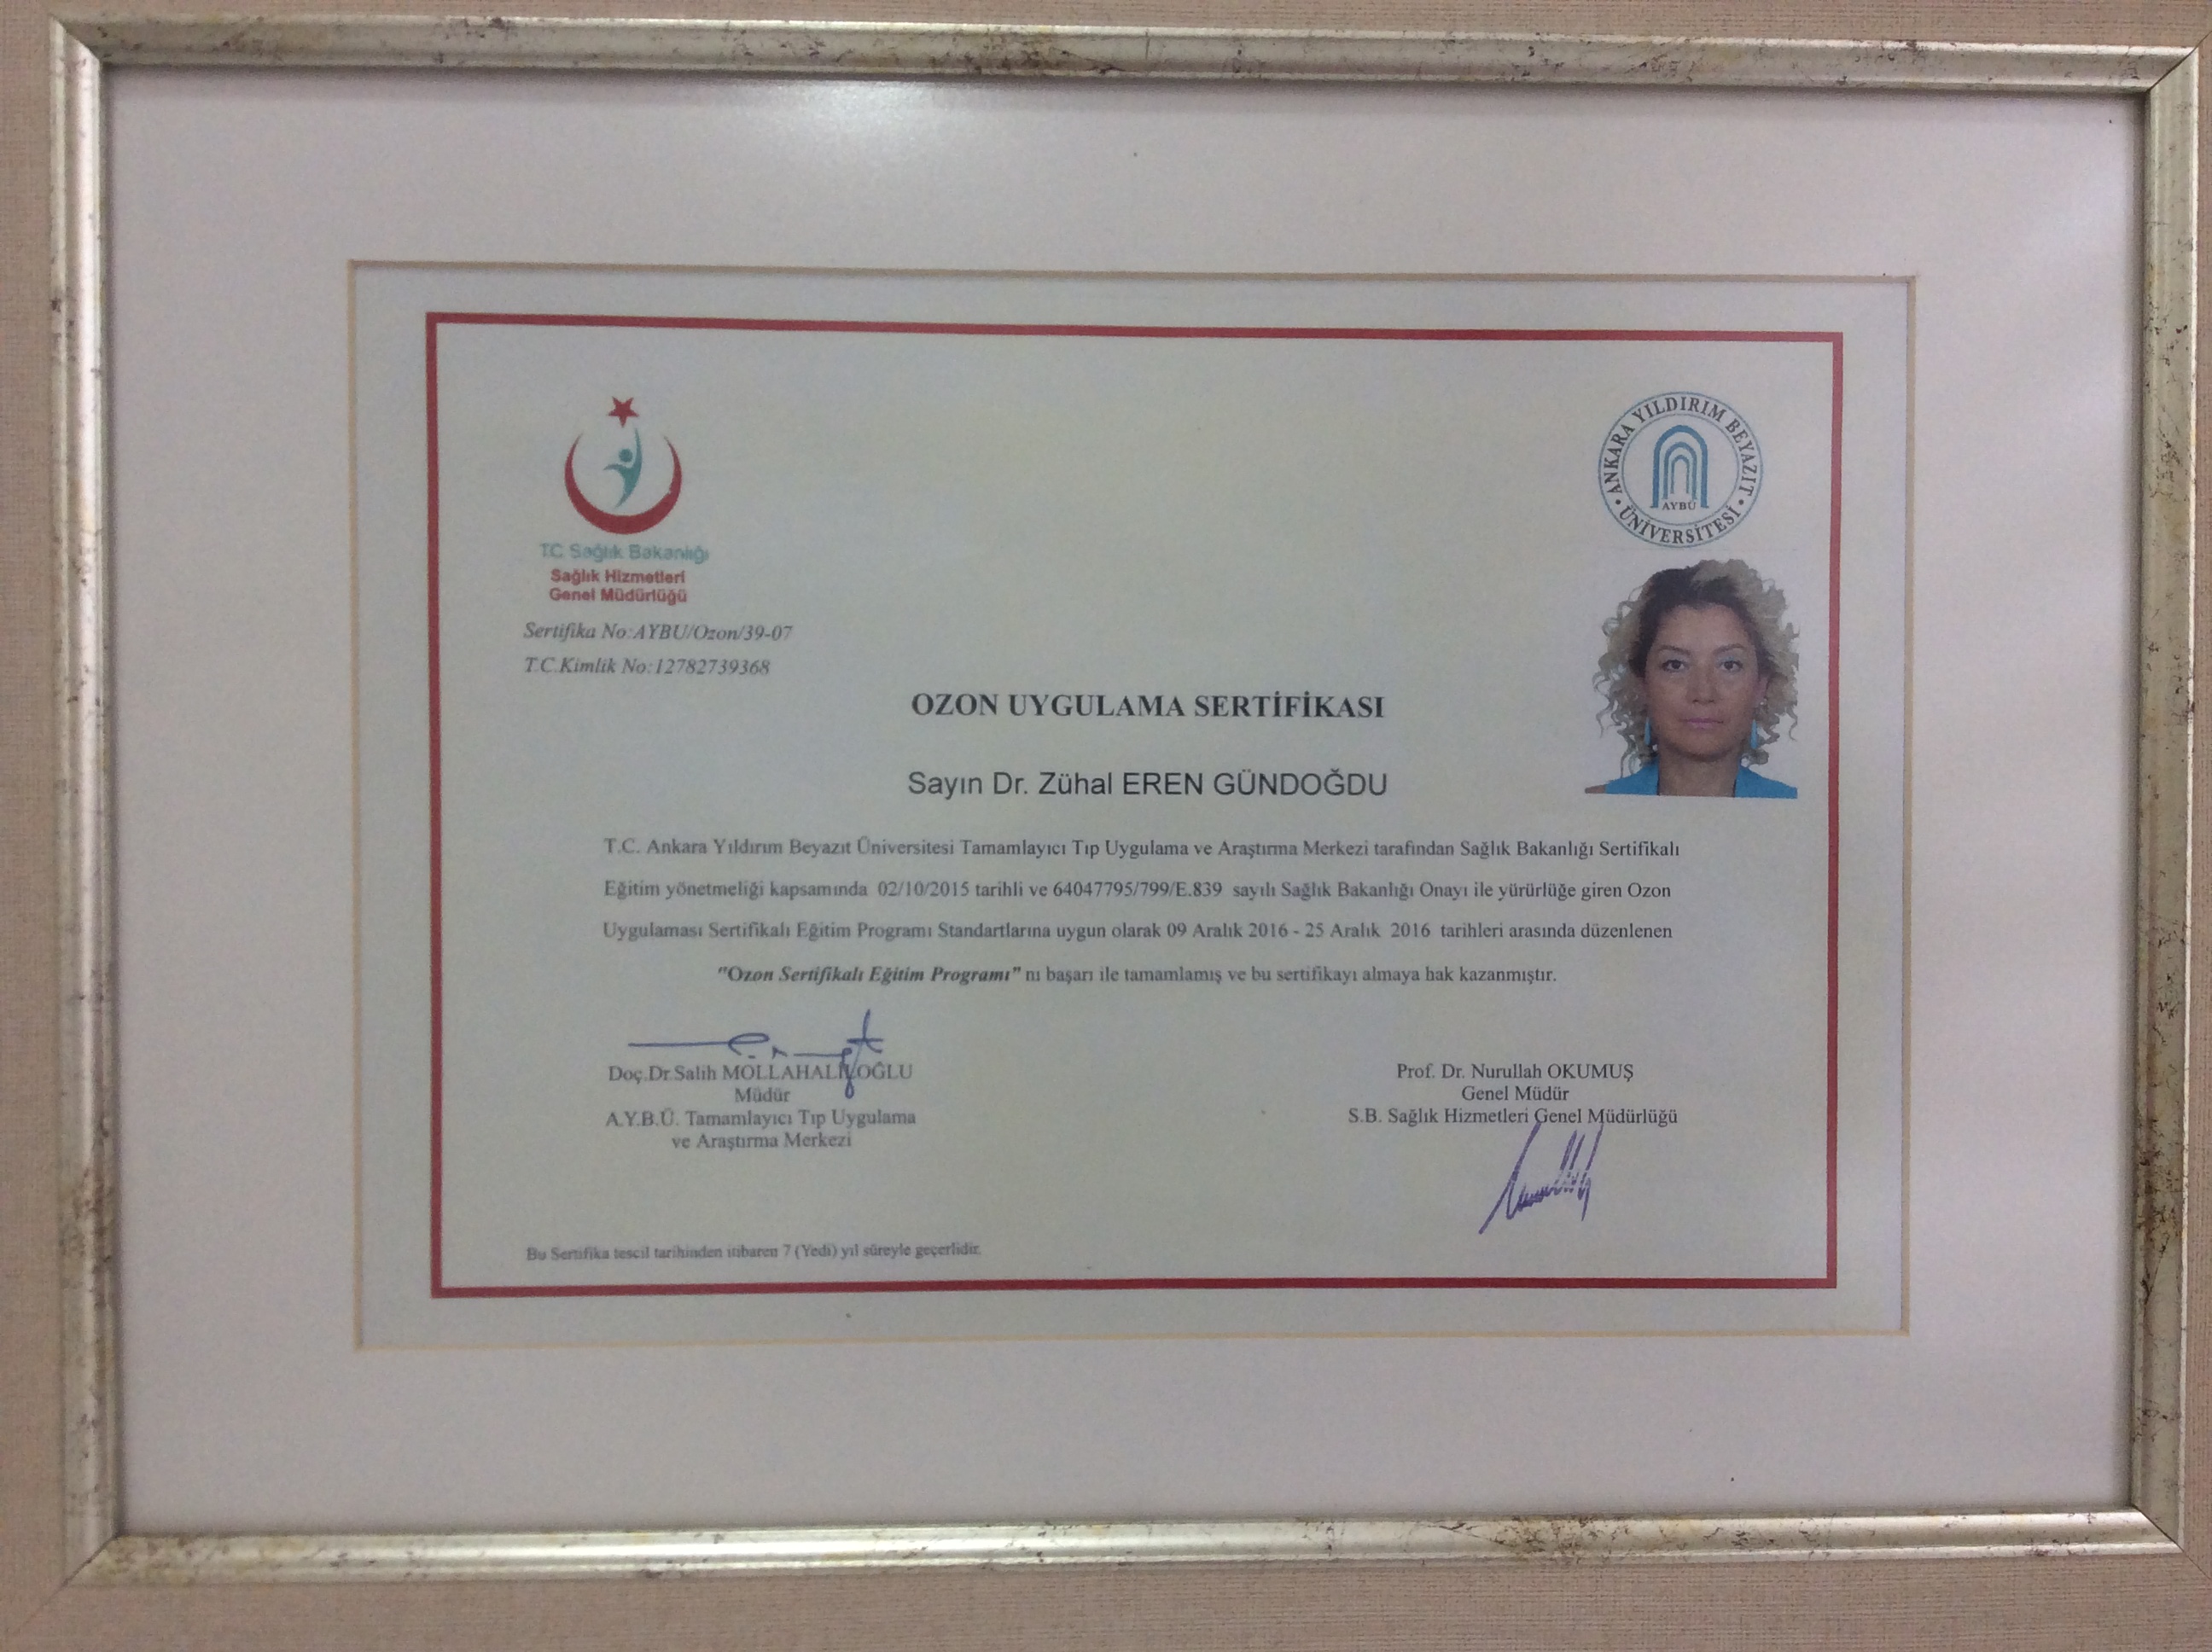 T.C. Sağlık Bakanlığı
Sağlık Hizmetleri
Genel Müdürlüğü
ANKARA YILDIRIM BEYAZIT
ÜNİVERSİTESİ
AYBÜ
Sertifika No:AYBU/Ozon/39-07
T.C.Kimlik No:12782739368
OZON UYGULAMA SERTİFİKASI
Sayın Dr. Zühal EREN GÜNDOĞDU
T.C. Ankara Yıldırım Beyazıt Üniversitesi Tamamlayıcı Tıp Uygulama ve Araştırma Merkezi tarafından Sağlık Bakanlığı Sertifikalı
Eğitim yönetmeliği kapsamında 02/10/2015 tarihli ve 64047795/799/E.839 sayılı Sağlık Bakanlığı Onayı ile yürürlüğe giren Ozon
Uygulaması Sertifikalı Eğitim Programı Standartlarına uygun olarak 09 Aralık 2016 - 25 Aralık 2016 tarihleri arasında düzenlenen
"Ozon Sertifikalı Eğitim Programı" nı başarı ile tamamlamış ve bu sertifikayı almaya hak kazanmıştır.
Doç.Dr.Salih MOLLAHALİLOĞLU
Müdür
A.Y.B.Ü. Tamamlayıcı Tıp Uygulama
ve Araştırma Merkezi
Prof. Dr. Nurullah OKUMUŞ
Genel Müdür
S.B. Sağlık Hizmetleri Genel Müdürlüğü
Bu Sertifika tescil tarihinden itibaren 7 (Yedi) yıl süreyle geçerlidir.